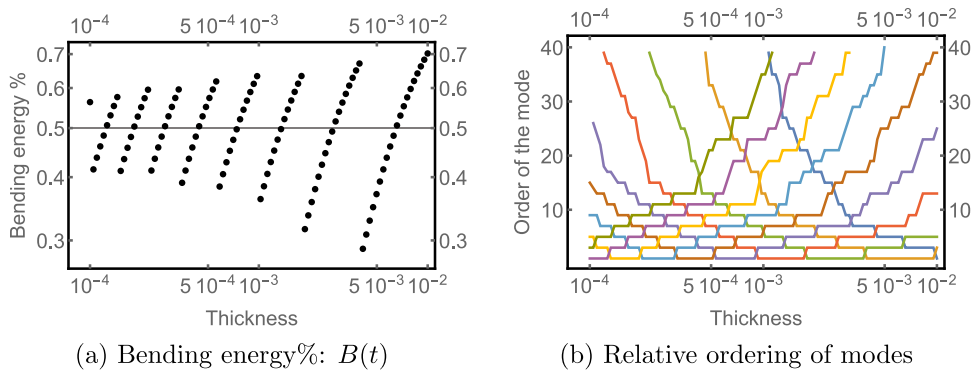 10⁻⁴ 5 10⁻⁴ 10⁻³ 5 10⁻³ 10⁻²
0.7 0.7
0.6 0.6
0.5 0.5
0.4 0.4
0.3 0.3
Bending energy %
10⁻⁴ 5 10⁻⁴ 10⁻³ 5 10⁻³ 10⁻²
Thickness
(a) Bending energy%: B(t)
10⁻⁴ 5 10⁻⁴ 10⁻³ 5 10⁻³ 10⁻²
40 40
30 30
20 20
10 10
Order of the mode
10⁻⁴ 5 10⁻⁴ 10⁻³ 5 10⁻³ 10⁻²
Thickness
(b) Relative ordering of modes